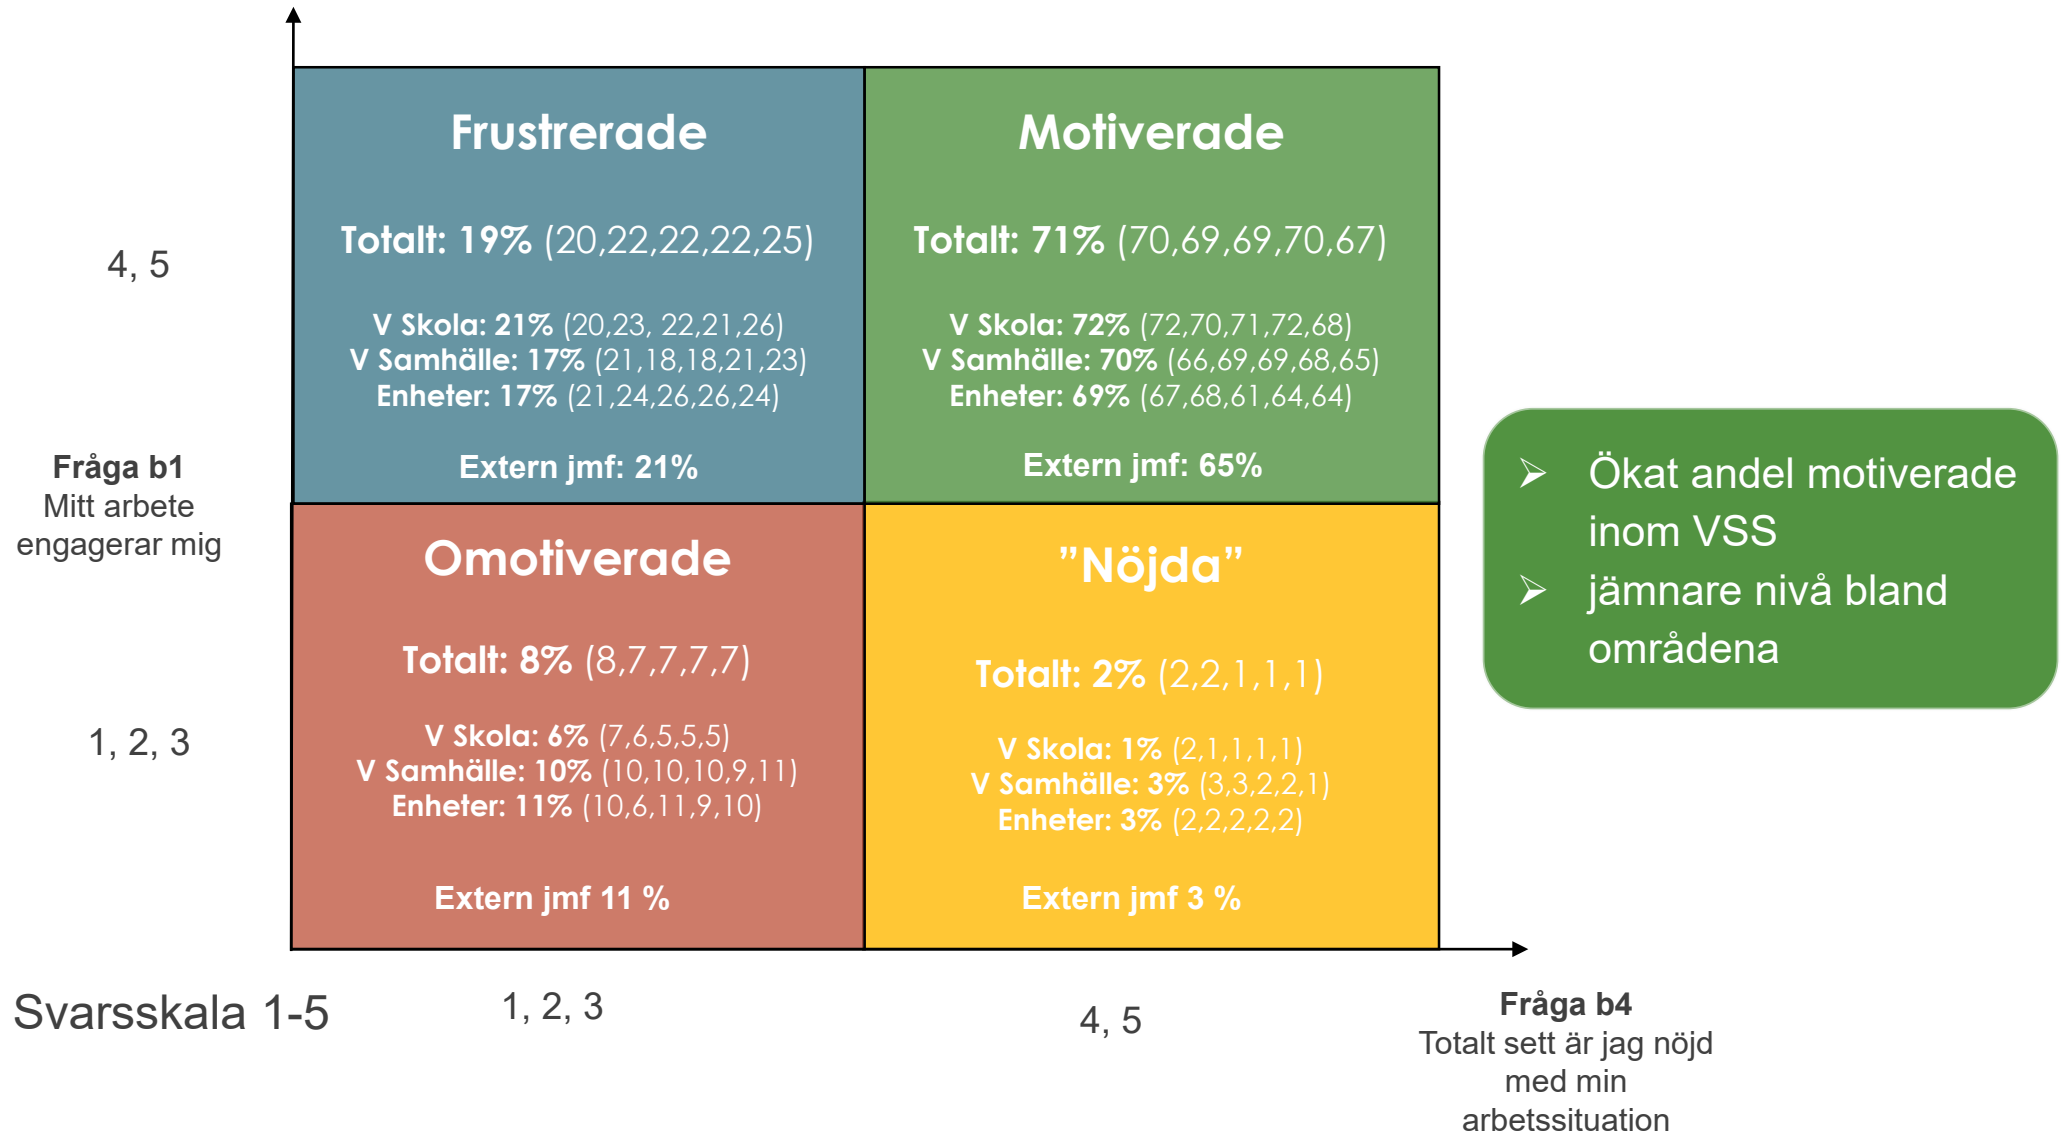 Frustrerade
Totalt: 19% (20,22,22,22,25)
V Skola: 21% (20,23, 22,21,26)
V Samhälle: 17% (21,18,18,21,23)
Enheter: 17% (21,24,26,26,24)
Extern jmf: 21%
Motiverade
Totalt: 71% (70,69,69,70,67)
V Skola: 72% (72,70,71,72,68)
V Samhälle: 70% (66,69,69,68,65)
Enheter: 69% (67,68,61,64,64)
Extern jmf: 65%
4, 5
Fråga b1
Mitt arbete
engagerar mig
1, 2, 3
Omotiverade
Totalt: 8% (8,7,7,7,7)
V Skola: 6% (7,6,5,5,5)
V Samhälle: 10% (10,10,10,9,11)
Enheter: 11% (10,6,11,9,10)
Extern jmf 11 %
”Nöjda”
Totalt: 2% (2,2,1,1,1)
V Skola: 1% (2,1,1,1,1)
V Samhälle: 3% (3,3,2,2,1)
Enheter: 3% (2,2,2,2,2)
Extern jmf 3 %
➢ Ökat andel motiverade
inom VSS
➢ jämnare nivå bland
områdena
Svarsskala 1-5
1, 2, 3
4, 5
Fråga b4
Totalt sett är jag nöjd
med min
arbetssituation